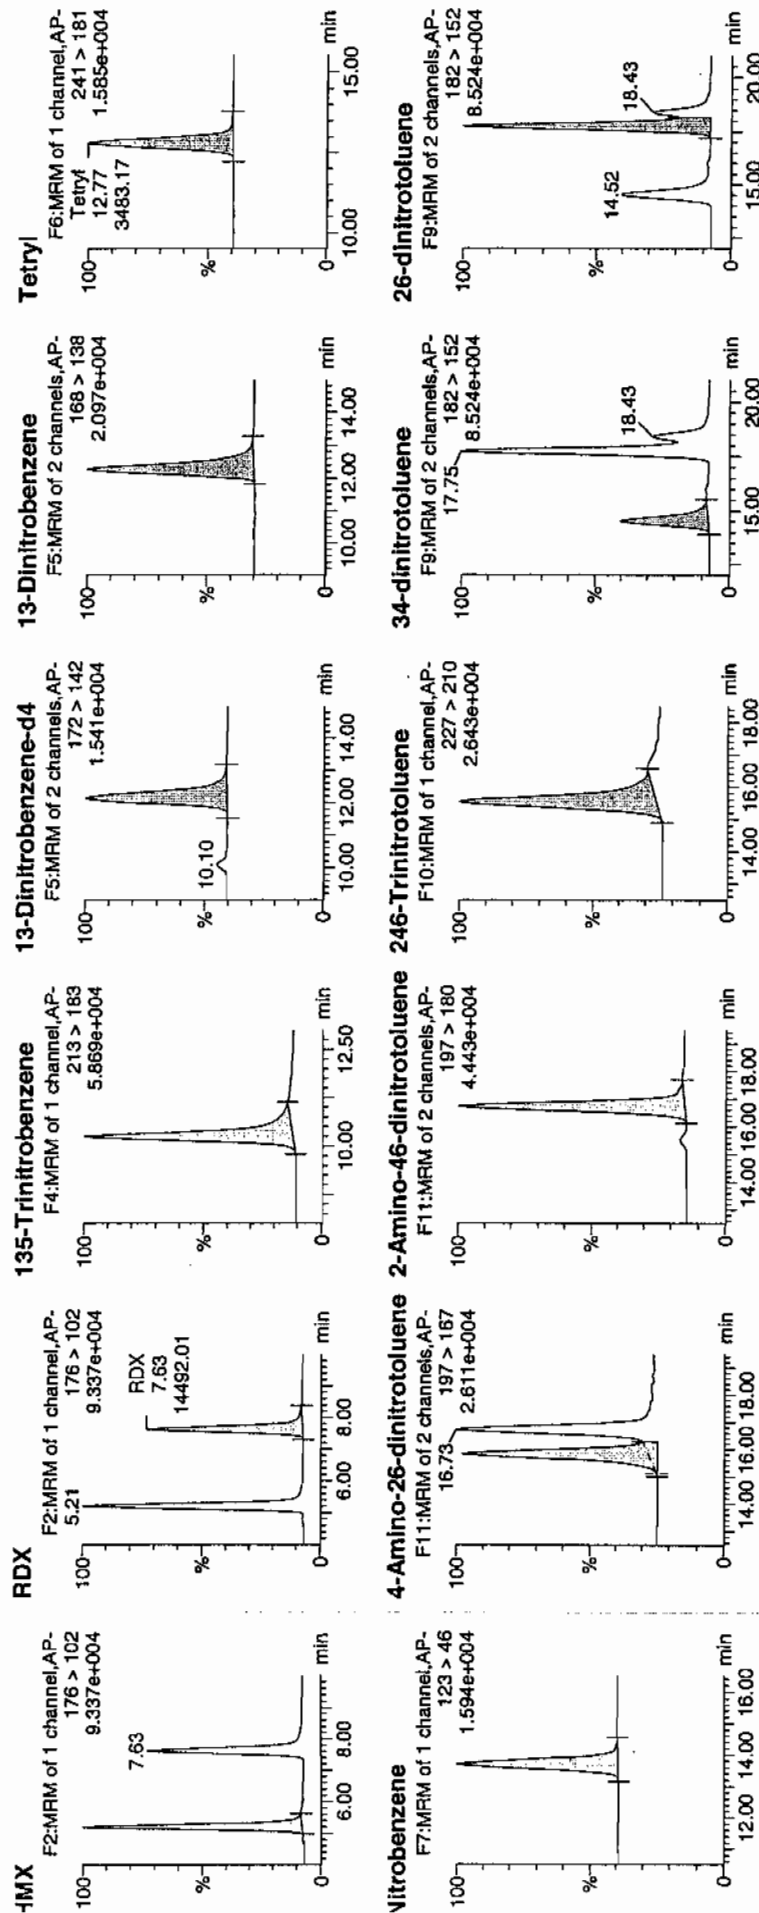 HMX
F2:MRM of 1 channel,AP-
176 > 102
9.337e+004
100
7.63
%
0
6.00
8.00
min
RDX
F2:MRM of 1 channel,AP-
176 > 102
9.337e+004
5.21
100
RDX
7.63
14492.01
%
0
6.00
8.00
min
135-Trinitrobenzene
F4:MRM of 1 channel,AP-
213 > 183
5.869e+004
100
%
0
10.00
12.50
min
13-Dinitrobenzene-d4
F5:MRM of 2 channels,AP-
172 > 142
1.541e+004
100
%
10.10
0
10.00
12.00
14.00
min
13-Dinitrobenzene
F5:MRM of 2 channels,AP-
168 > 138
2.097e+004
100
%
0
10.00
12.00
14.00
min
Tetryl
F6:MRM of 1 channel,AP-
Tetryl
241 > 181
12.77
1.585e+004
3483.17
100
%
0
10.00
15.00
min
Nitrobenzene
F7:MRM of 1 channel,AP-
123 > 46
1.594e+004
100
%
0
12.00
14.00
16.00
min
4-Amino-26-dinitrotoluene
F11:MRM of 2 channels,AP-
197 > 167
16.73
2.611e+004
100
%
0
14.00
16.00
18.00
min
2-Amino-46-dinitrotoluene
F11:MRM of 2 channels,AP-
197 > 180
4.443e+004
100
%
0
14.00
16.00
18.00
min
246-Trinitrotoluene
F10:MRM of 1 channel,AP-
227 > 210
2.643e+004
100
%
0
14.00
16.00
18.00
min
34-dinitrotoluene
F9:MRM of 2 channels,AP-
182 > 152
17.75
8.524e+004
100
18.43
%
0
15.00
20.00
min
26-dinitrotoluene
F9:MRM of 2 channels,AP-
182 > 152
8.524e+004
100
18.43
14.52
%
0
15.00
20.00
min